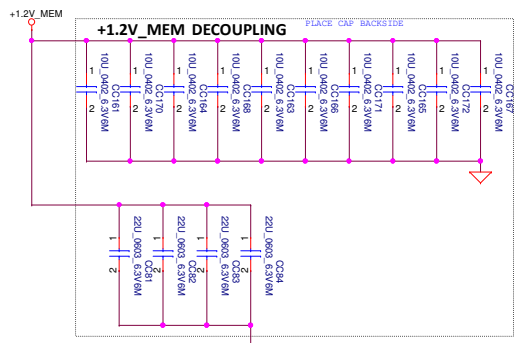 +1.2V_MEM
+1.2V_MEM DECOUPLING
PLACE CAP BACKSIDE
1 2 10U_0402_6.3V6M CC161
1 2 10U_0402_6.3V6M CC170
1 2 10U_0402_6.3V6M CC164
1 2 10U_0402_6.3V6M CC168
1 2 10U_0402_6.3V6M CC163
1 2 10U_0402_6.3V6M CC166
1 2 10U_0402_6.3V6M CC171
1 2 10U_0402_6.3V6M CC165
1 2 10U_0402_6.3V6M CC172
1 2 10U_0402_6.3V6M CC167
1 2 22U_0603_6.3V6M CC81
1 2 22U_0603_6.3V6M CC82
1 2 22U_0603_6.3V6M CC83
1 2 22U_0603_6.3V6M CC84